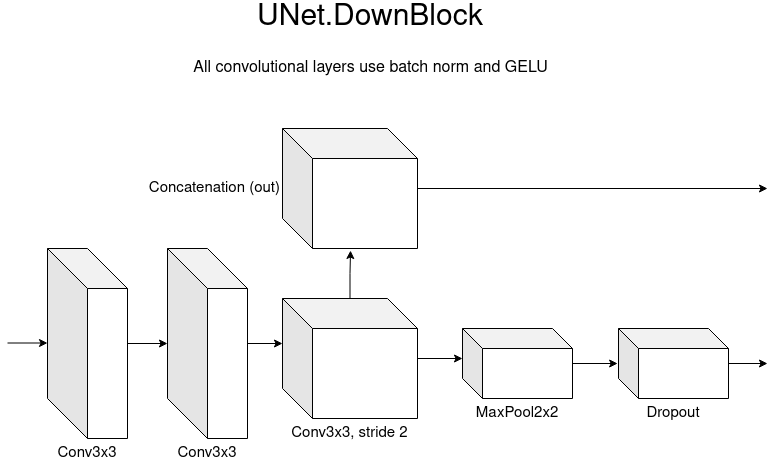 UNet.DownBlock
All convolutional layers use batch norm and GELU
Concatenation (out)
Conv3x3
Conv3x3
Conv3x3, stride 2
MaxPool2x2
Dropout